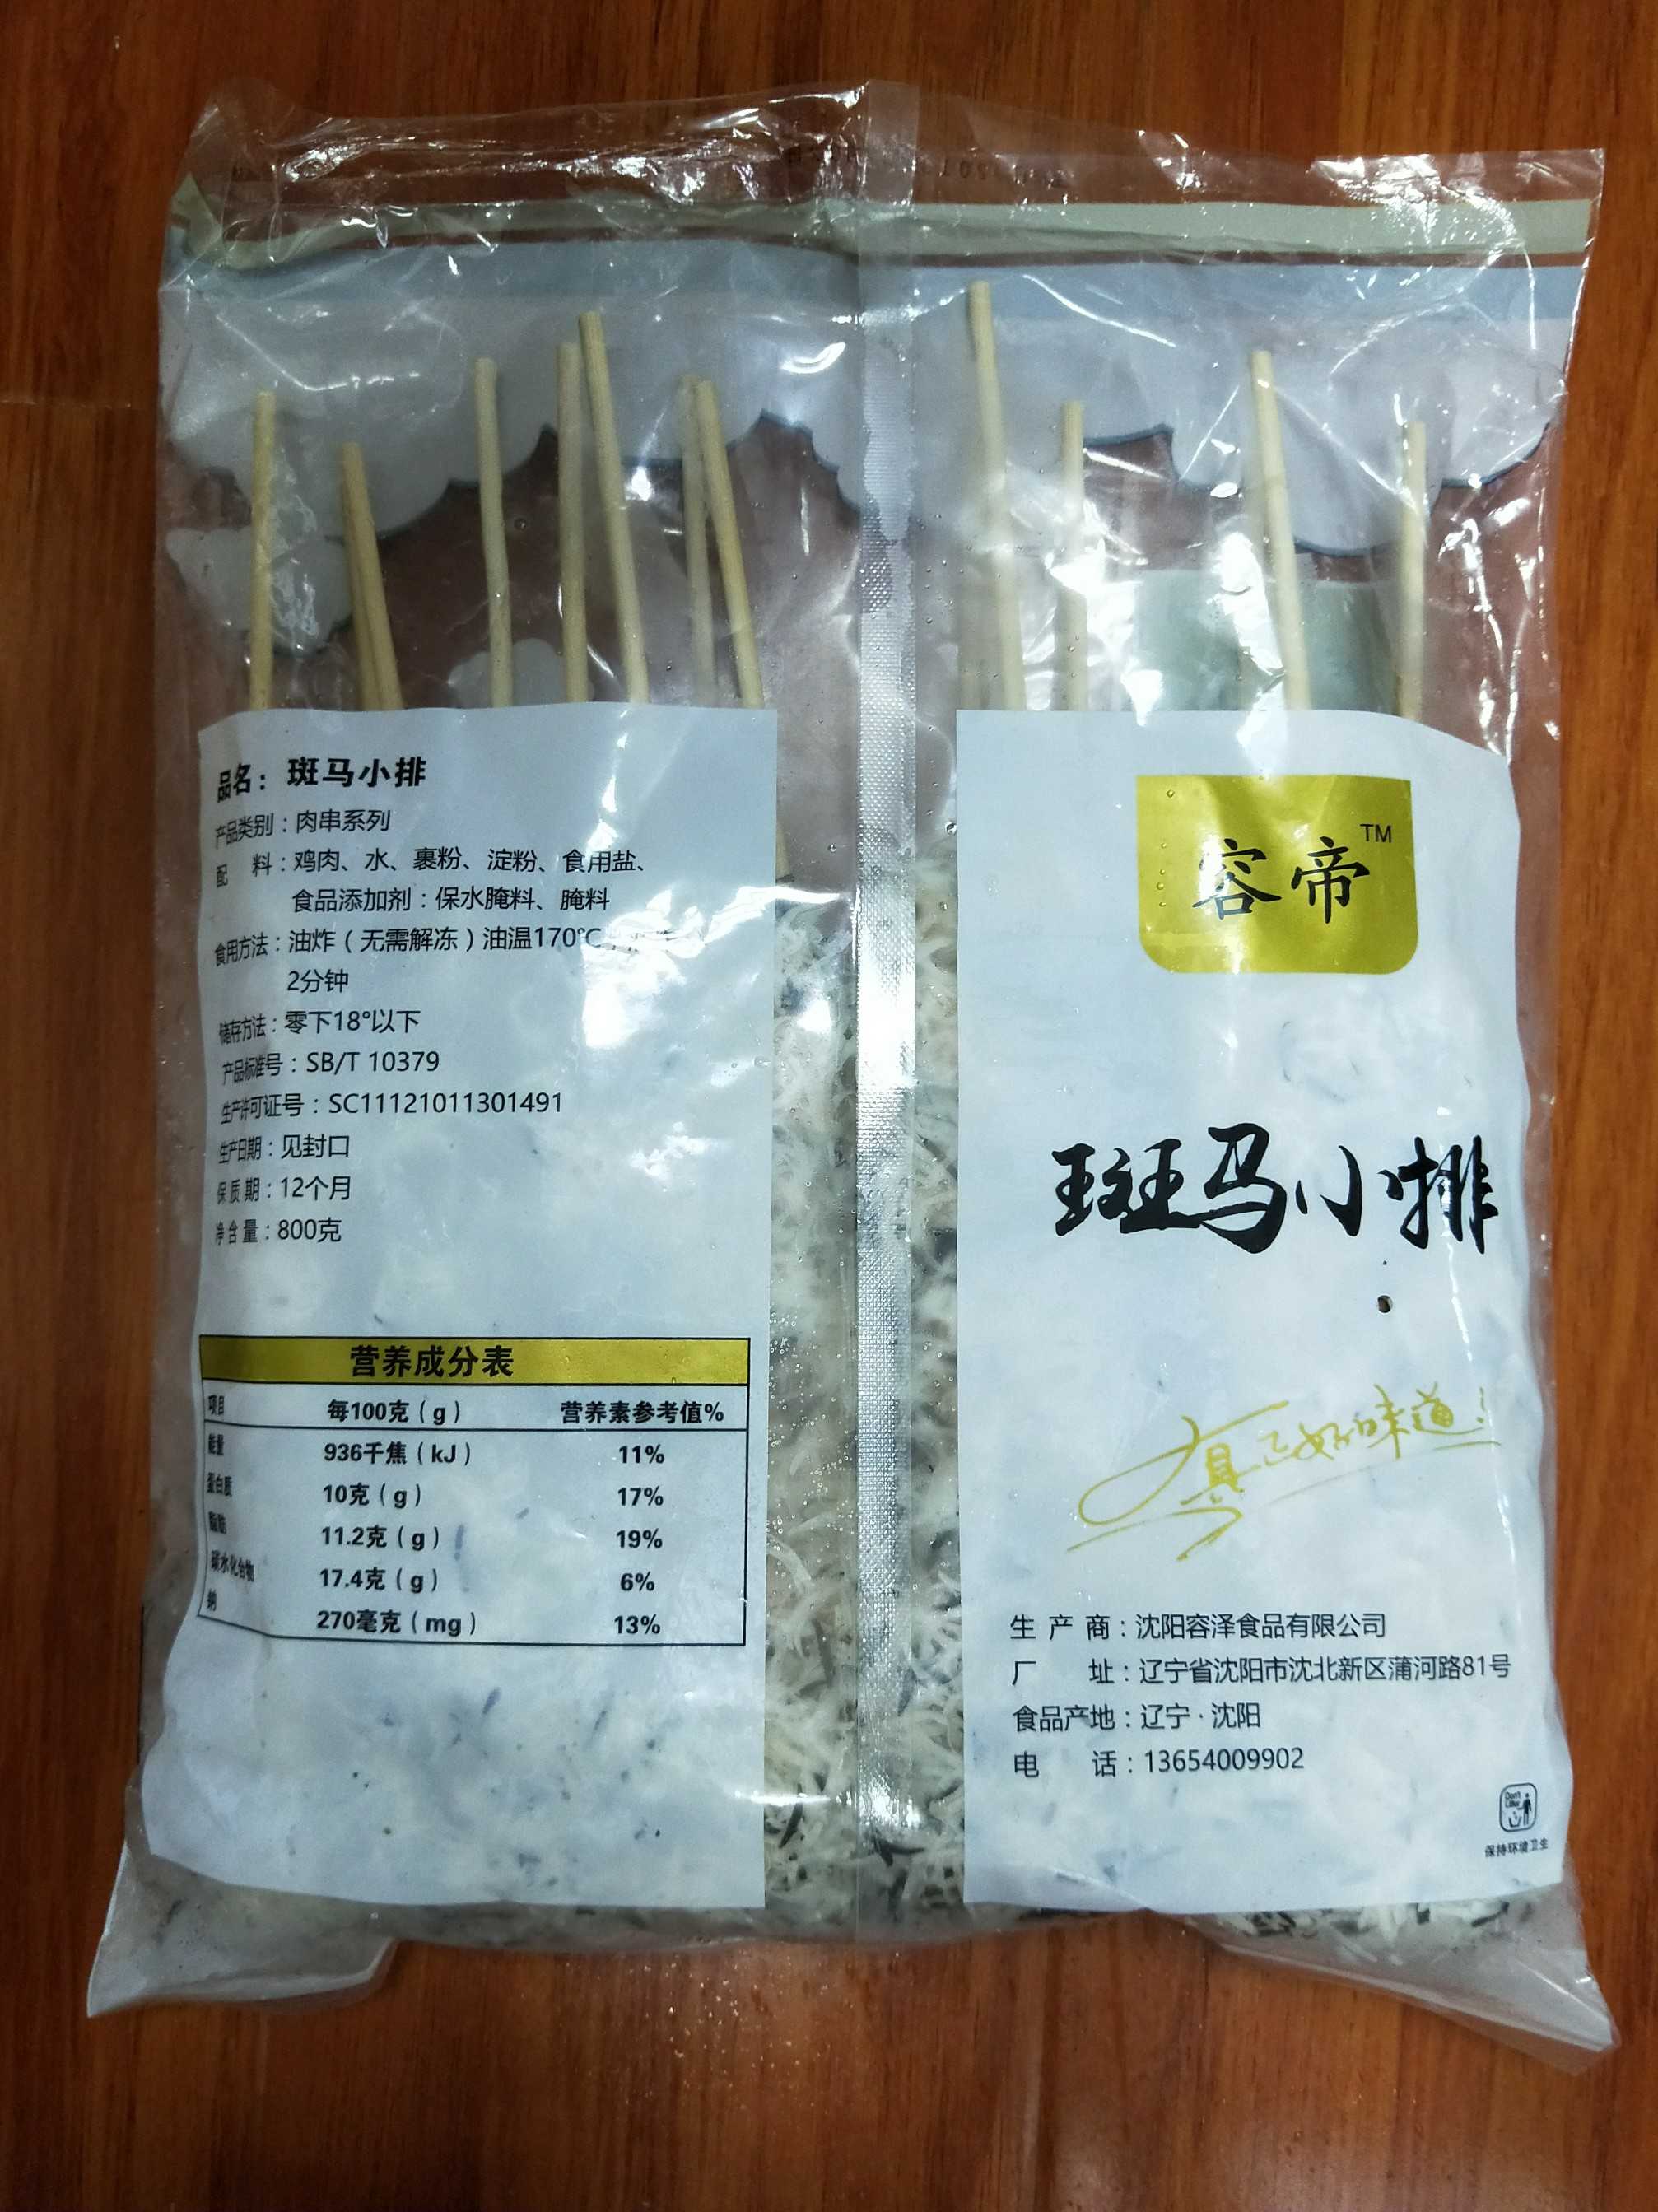 品名：斑马小排
产品类别：肉串系列
配 料：鸡肉、水、裹粉、淀粉、食用盐、
食品添加剂：保水腌料、腌料
食用方法：油炸（无需解冻）油温170℃，
2分钟
储存方法：零下18°以下
产品标准号：SB/T 10379
生产许可证号：SC11121011301491
生产日期：见封口
保质期：12个月
净含量：800克
营养成分表
项目 每100克（g） 营养素参考值%
能量 936千焦（kJ） 11%
蛋白质 10克（g） 17%
脂肪 11.2克（g） 19%
碳水化合物 17.4克（g） 6%
钠 270毫克（mg） 13%
容帝TM
斑马小排
真正好味道！
生产商：沈阳容泽食品有限公司
厂 址：辽宁省沈阳市沈北新区蒲河路81号
食品产地：辽宁·沈阳
电 话：13654009902
保持环境卫生